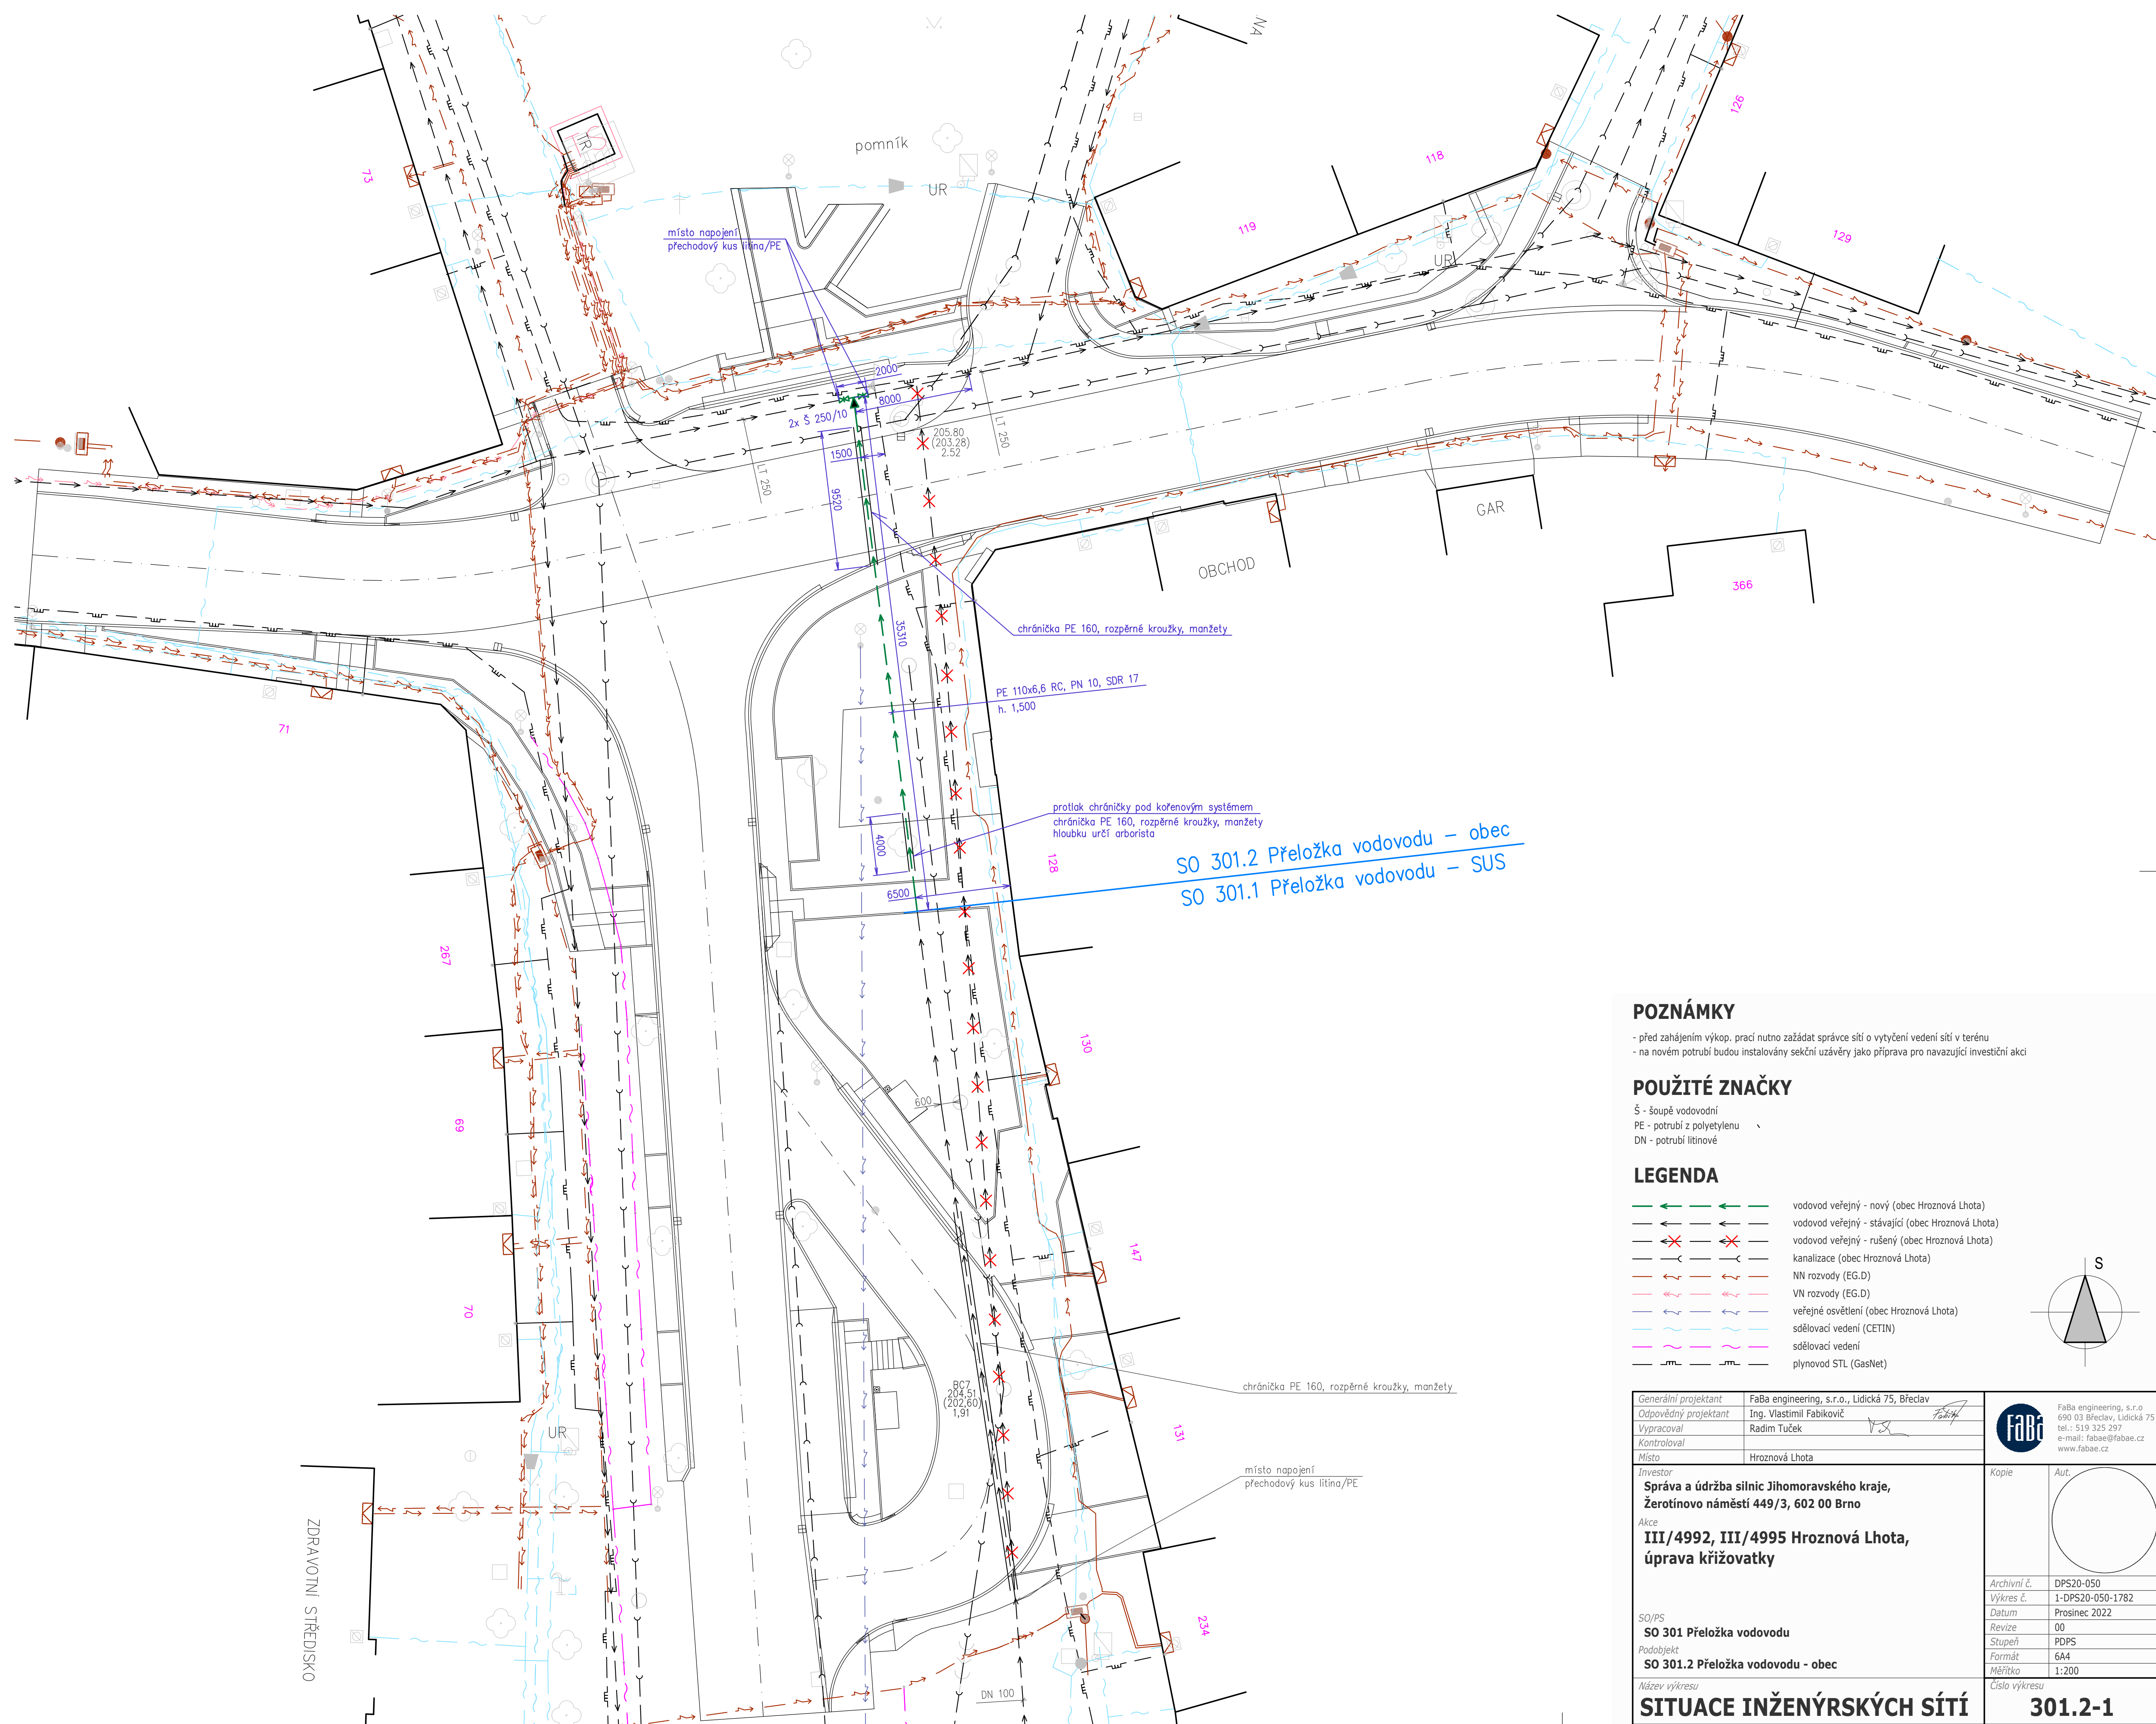 NA
126
73
TR
pomník
118
UR
místo napojení
přechodový kus litina/PE
119
129
UR
2000
8000
2x Š 250/10
205.80
(203.28)
2.52
LT 250
1500
LT 250
9520
GAR
OBCHOD
366
35310
chránička PE 160, rozpěrné kroužky, manžety
PE 110x6,6 RC, PN 10, SDR 17
h. 1,500
71
protlak chráničky pod kořenovým systémem
chránička PE 160, rozpěrné kroužky, manžety
hloubku určí arborista
4000
128
SO 301.2 Přeložka vodovodu – obec
SO 301.1 Přeložka vodovodu – SUS
6500
267
130
600
69
147
70
BC7
204,51
(202,60)
1,91
chránička PE 160, rozpěrné kroužky, manžety
UR
131
místo napojení
přechodový kus litina/PE
ZDRAVOTNÍ STŘEDISKO
234
DN 100
POZNÁMKY
- před zahájením výkop. prací nutno zažádat správce sítí o vytyčení vedení sítí v terénu
- na novém potrubí budou instalovány sekční uzávěry jako příprava pro navazující investiční akci
POUŽITÉ ZNAČKY
Š - šoupě vodovodní
PE - potrubí z polyetylenu
DN - potrubí litinové
LEGENDA
vodovod veřejný - nový (obec Hroznová Lhota)
vodovod veřejný - stávající (obec Hroznová Lhota)
vodovod veřejný - rušený (obec Hroznová Lhota)
kanalizace (obec Hroznová Lhota)
NN rozvody (EG.D)
VN rozvody (EG.D)
veřejné osvětlení (obec Hroznová Lhota)
sdělovací vedení (CETIN)
sdělovací vedení
plynovod STL (GasNet)
S
Generální projektant FaBa engineering, s.r.o., Lidická 75, Břeclav
Odpovědný projektant Ing. Vlastimil Fabikovič
Vypracoval Radim Tuček
Kontroloval
Místo Hroznová Lhota
FaBa
FaBa engineering, s.r.o
690 03 Břeclav, Lidická 75
tel.: 519 325 297
e-mail: fabae@fabae.cz
www.fabae.cz
Investor
Správa a údržba silnic Jihomoravského kraje,
Žerotínovo náměstí 449/3, 602 00 Brno
Kopie
Aut.
Akce
III/4992, III/4995 Hroznová Lhota,
úprava křižovatky
SO/PS
SO 301 Přeložka vodovodu
Podobjekt
SO 301.2 Přeložka vodovodu - obec
Archivní č. DPS20-050
Výkres č. 1-DPS20-050-1782
Datum Prosinec 2022
Revize 00
Stupeň PDPS
Formát 6A4
Měřítko 1:200
Název výkresu
SITUACE INŽENÝRSKÝCH SÍTÍ
Číslo výkresu
301.2-1